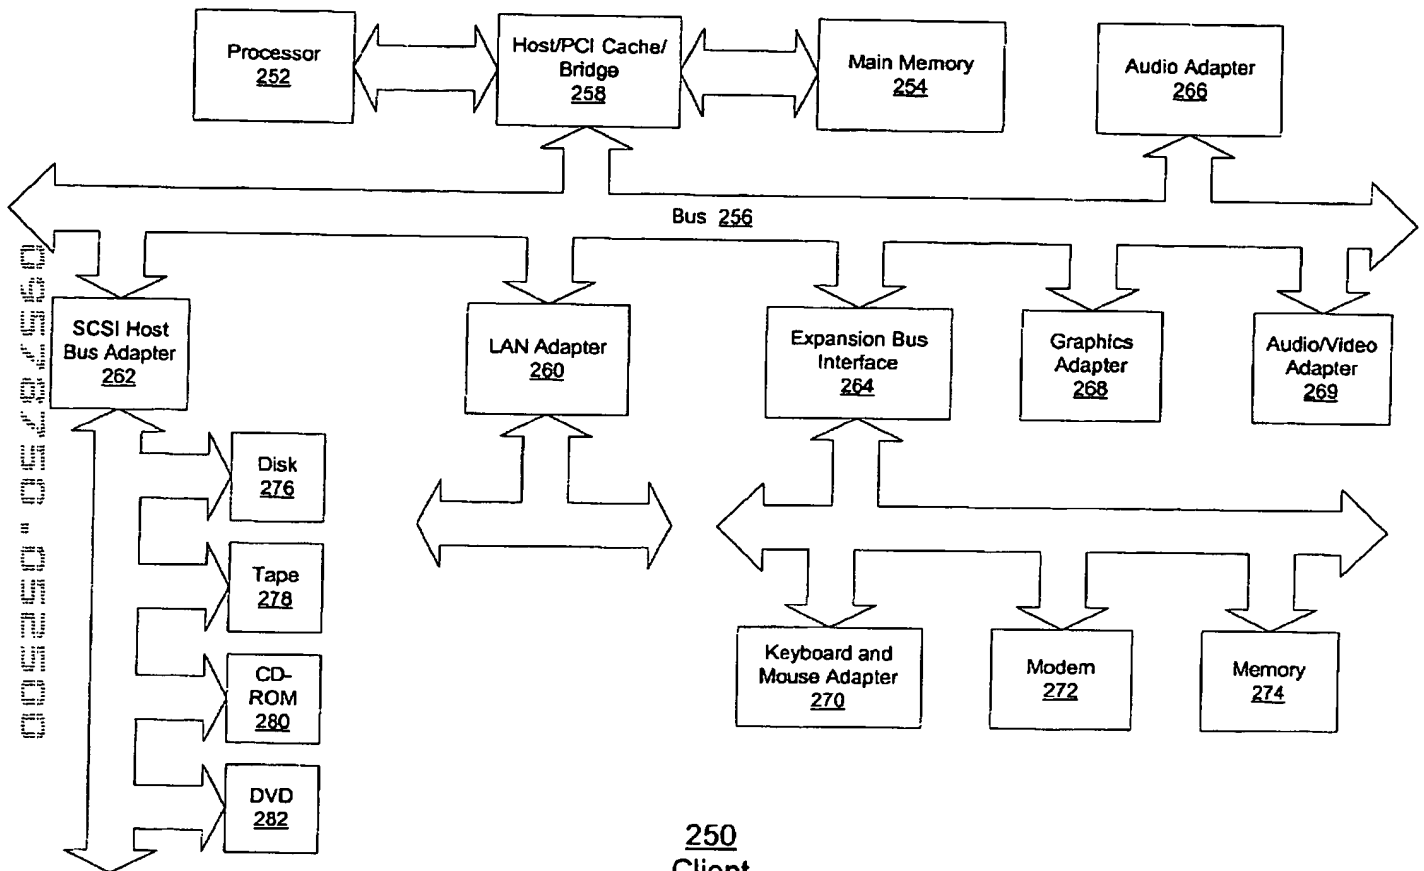 Processor
252
Host/PCI Cache/
Bridge
258
Main Memory
254
Audio Adapter
266
Bus 256
SCSI Host
Bus Adapter
262
LAN Adapter
260
Expansion Bus
Interface
264
Graphics
Adapter
268
Audio/Video
Adapter
269
Disk
276
Tape
278
CD-
ROM
280
DVD
282
Keyboard and
Mouse Adapter
270
Modem
272
Memory
274
250
Client